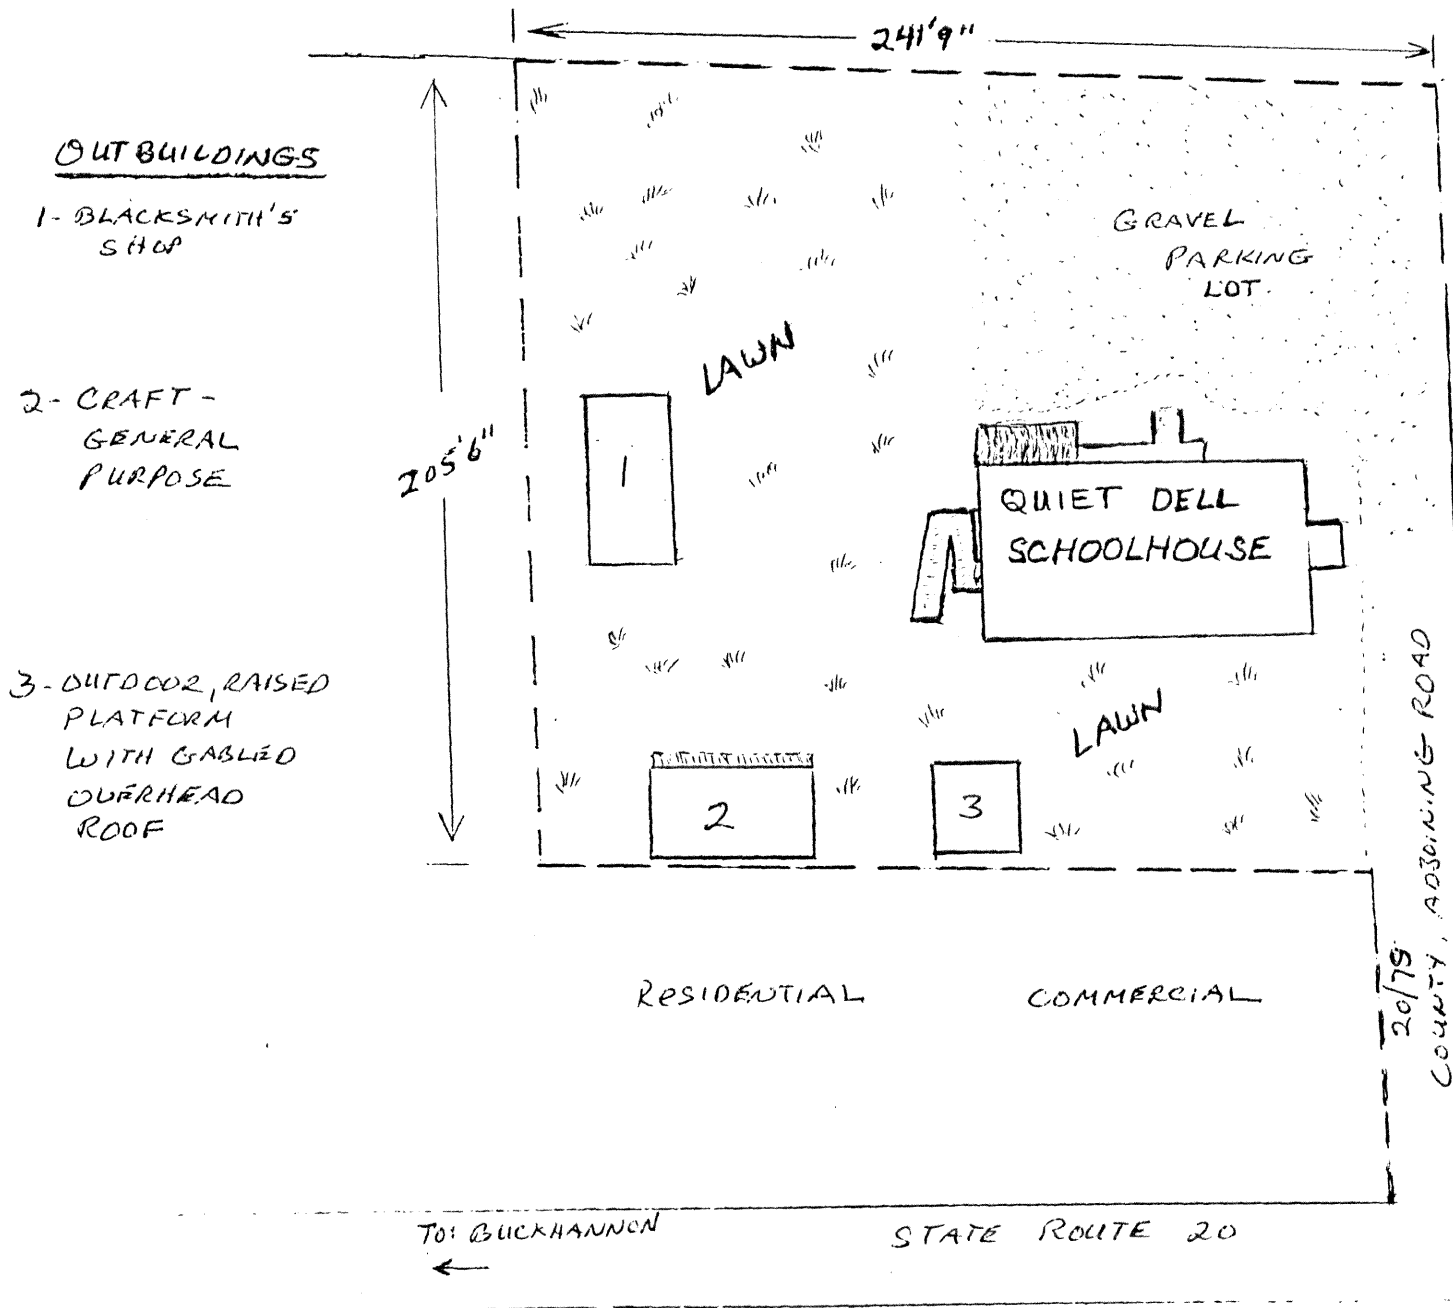 241'9"
OUTBUILDINGS
1- BLACKSMITH'S
SHOP
2- CRAFT -
GENERAL
PURPOSE
3- OUTDOOR, RAISED
PLATFORM
WITH GABLED
OVERHEAD
ROOF
205'6"
LAWN
GRAVEL
PARKING
LOT.
1
QUIET DELL
SCHOOLHOUSE
LAWN
2
3
RESIDENTIAL COMMERCIAL
COUNTY, ADJOINING ROAD
TO: BUCKHANNON
←
STATE ROUTE 20